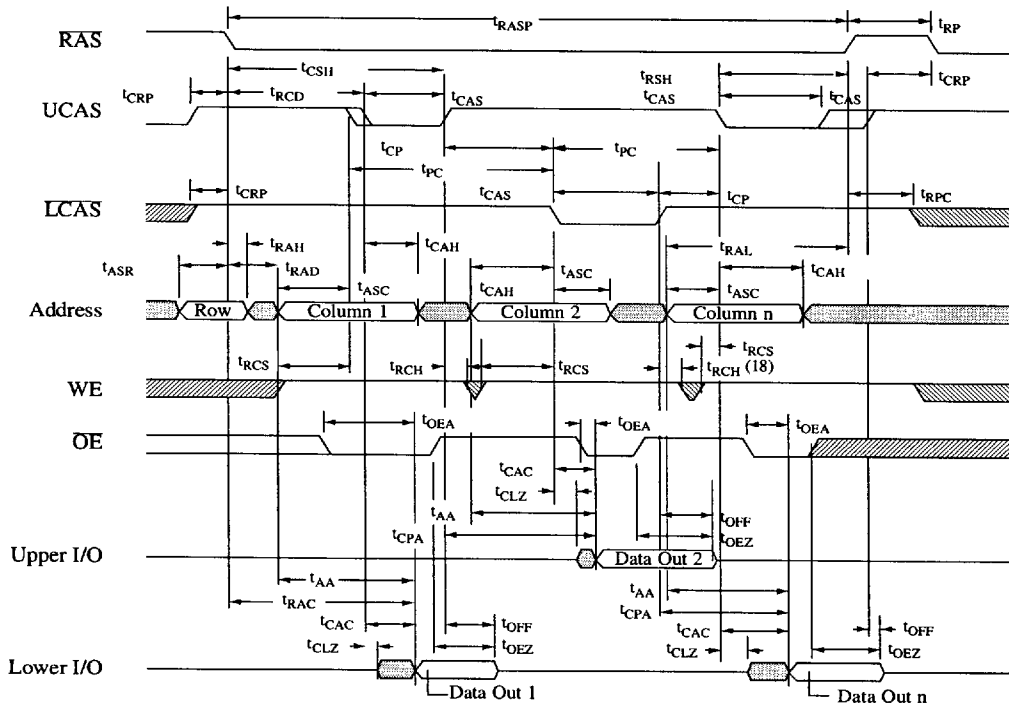 tRASP
tRP
RAS
tCSH
tRSH
tCRP
tCRP
tRCD
tCAS
tCAS
tCAS
UCAS
tCP
tPC
tPC
tCRP
tCAS
tCP
tRPC
LCAS
tRAH
tCAH
tRAL
tASR
tRAD
tASC
tCAH
tASC
tCAH
tASC
Address
Row
Column 1
Column 2
Column n
tRCS
tRCS
tRCH
tRCS
tRCH (18)
WE
tOEA
tOEA
tOEA
OE
tCAC
tCLZ
tAA
tOFF
tCPA
tOEZ
Upper I/O
Data Out 2
tAA
tAA
tRAC
tCPA
tCAC
tOFF
tCAC
tOFF
tCLZ
tOEZ
tCLZ
tOEZ
Lower I/O
Data Out 1
Data Out n